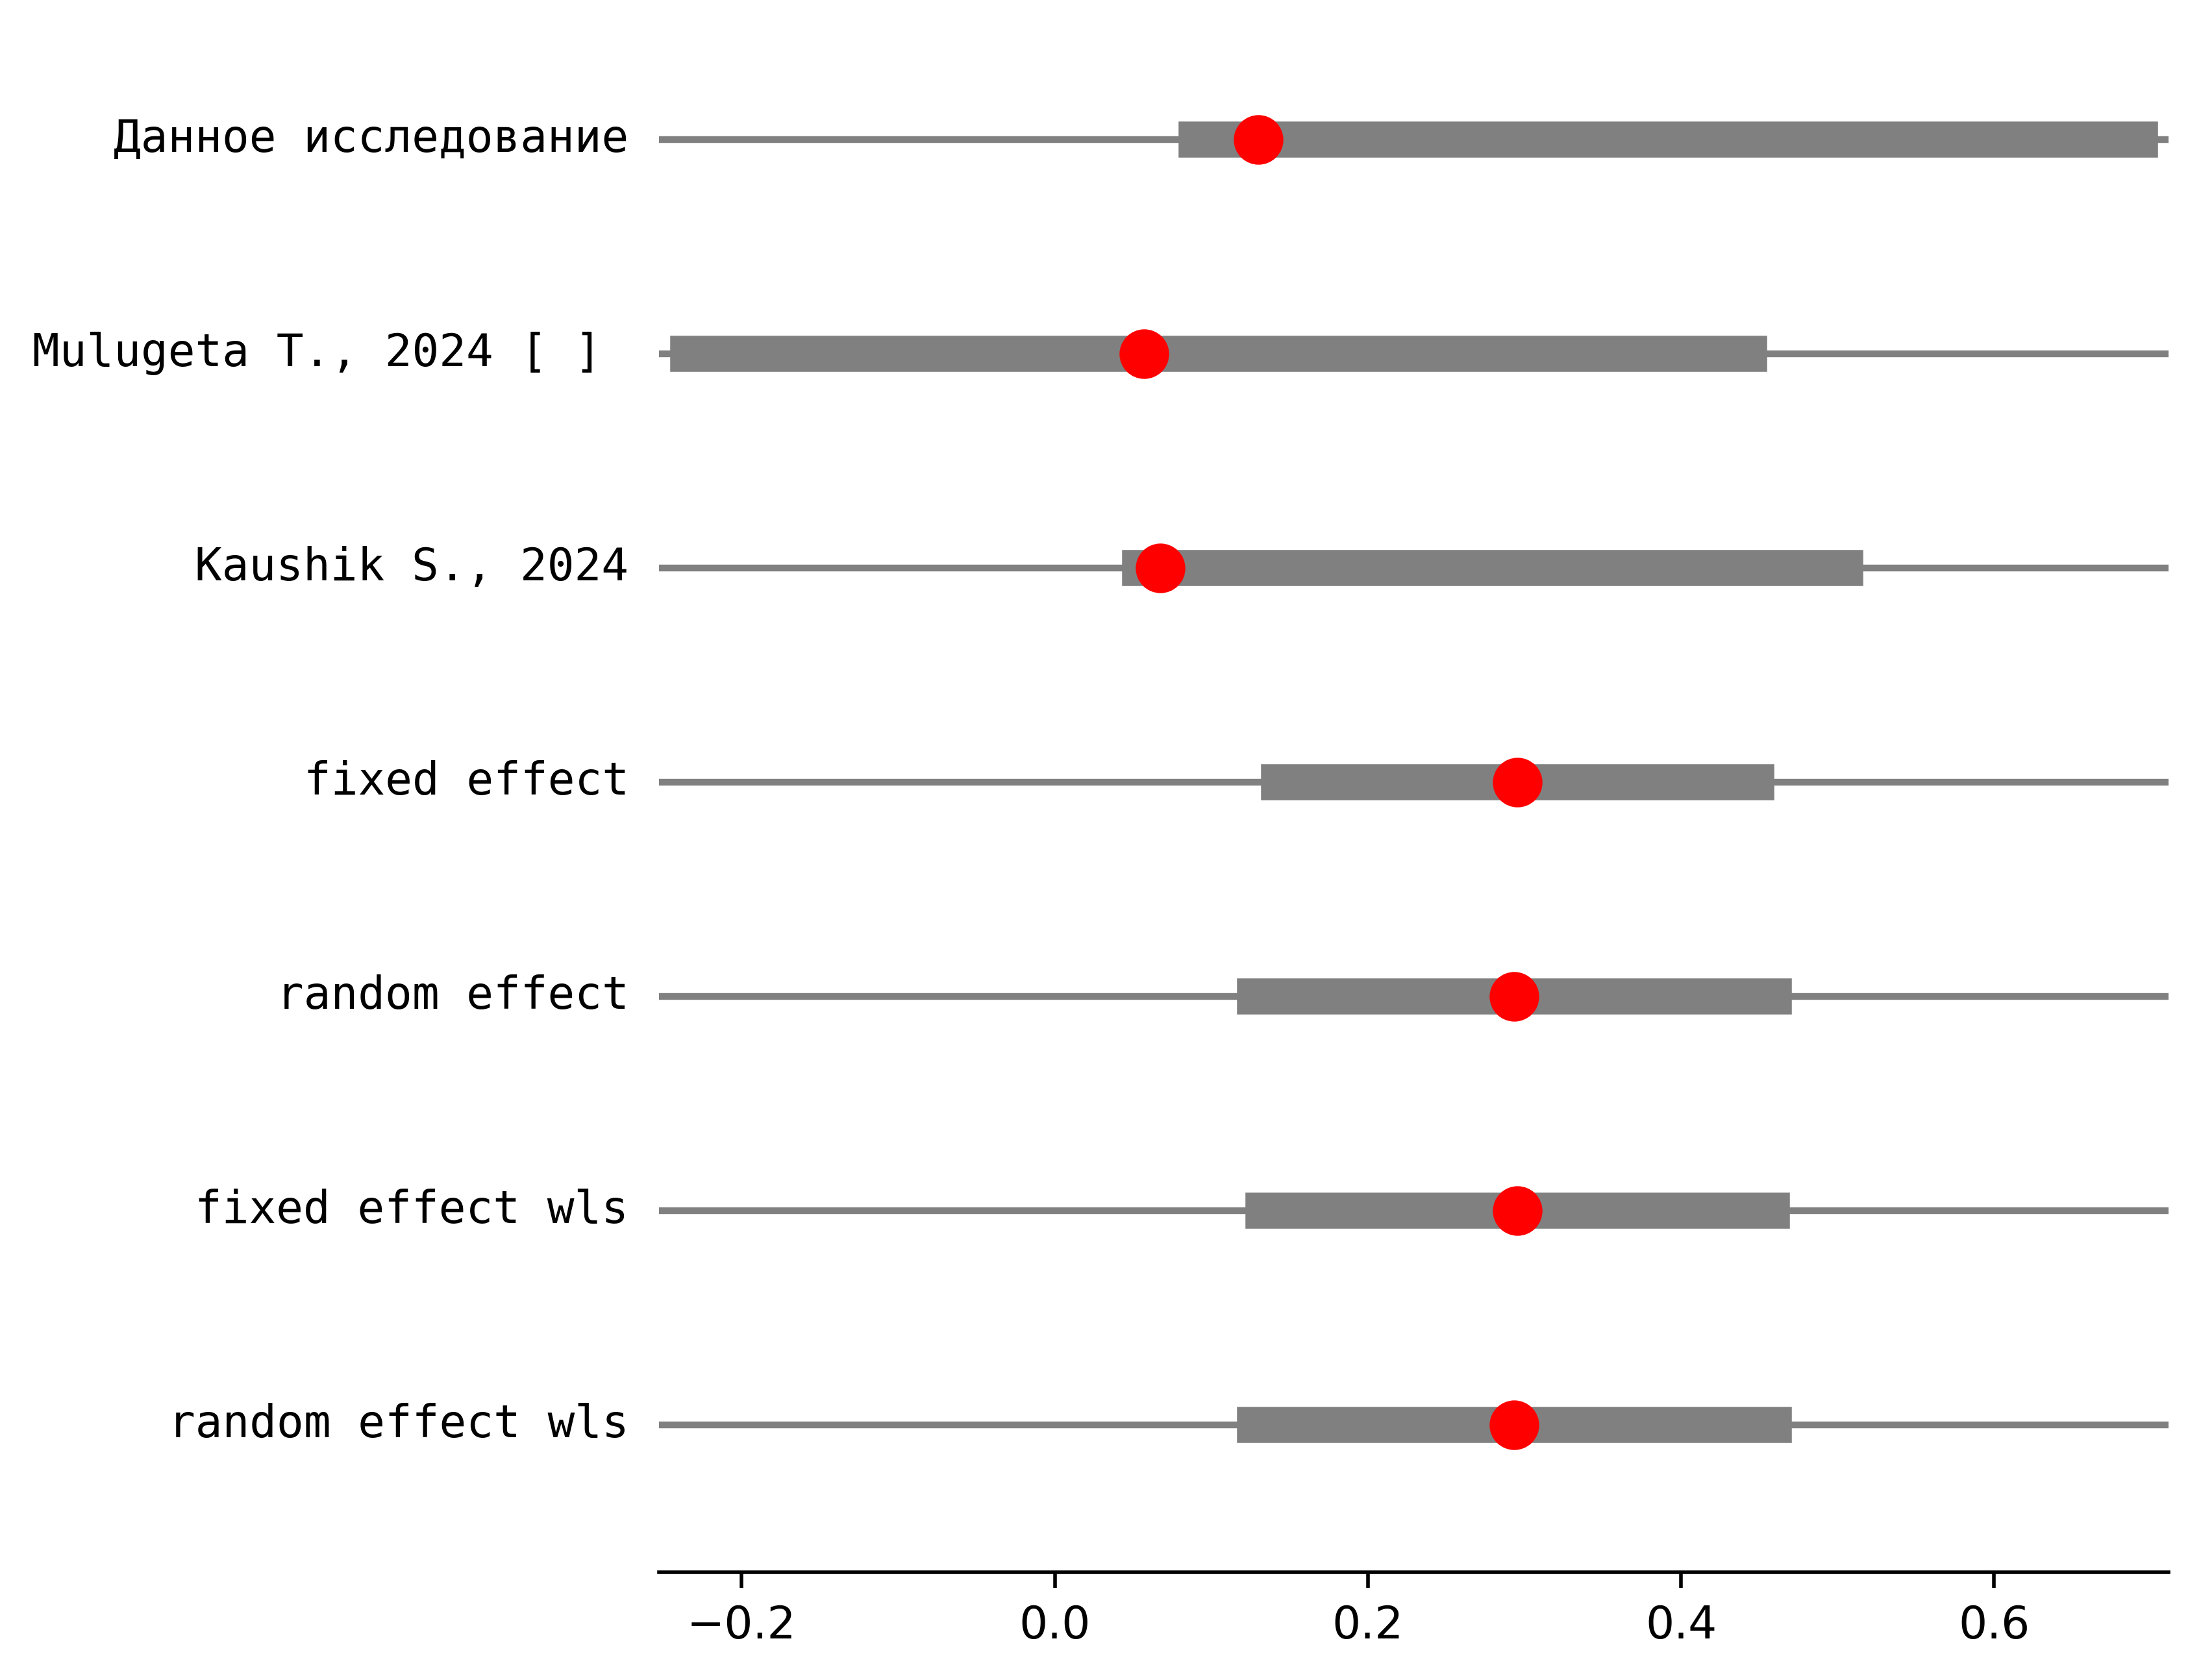 Данное исследование
Mulugeta T., 2024 [ ]
Kaushik S., 2024
fixed effect
random effect
fixed effect wls
random effect wls
−0.2 0.0 0.2 0.4 0.6